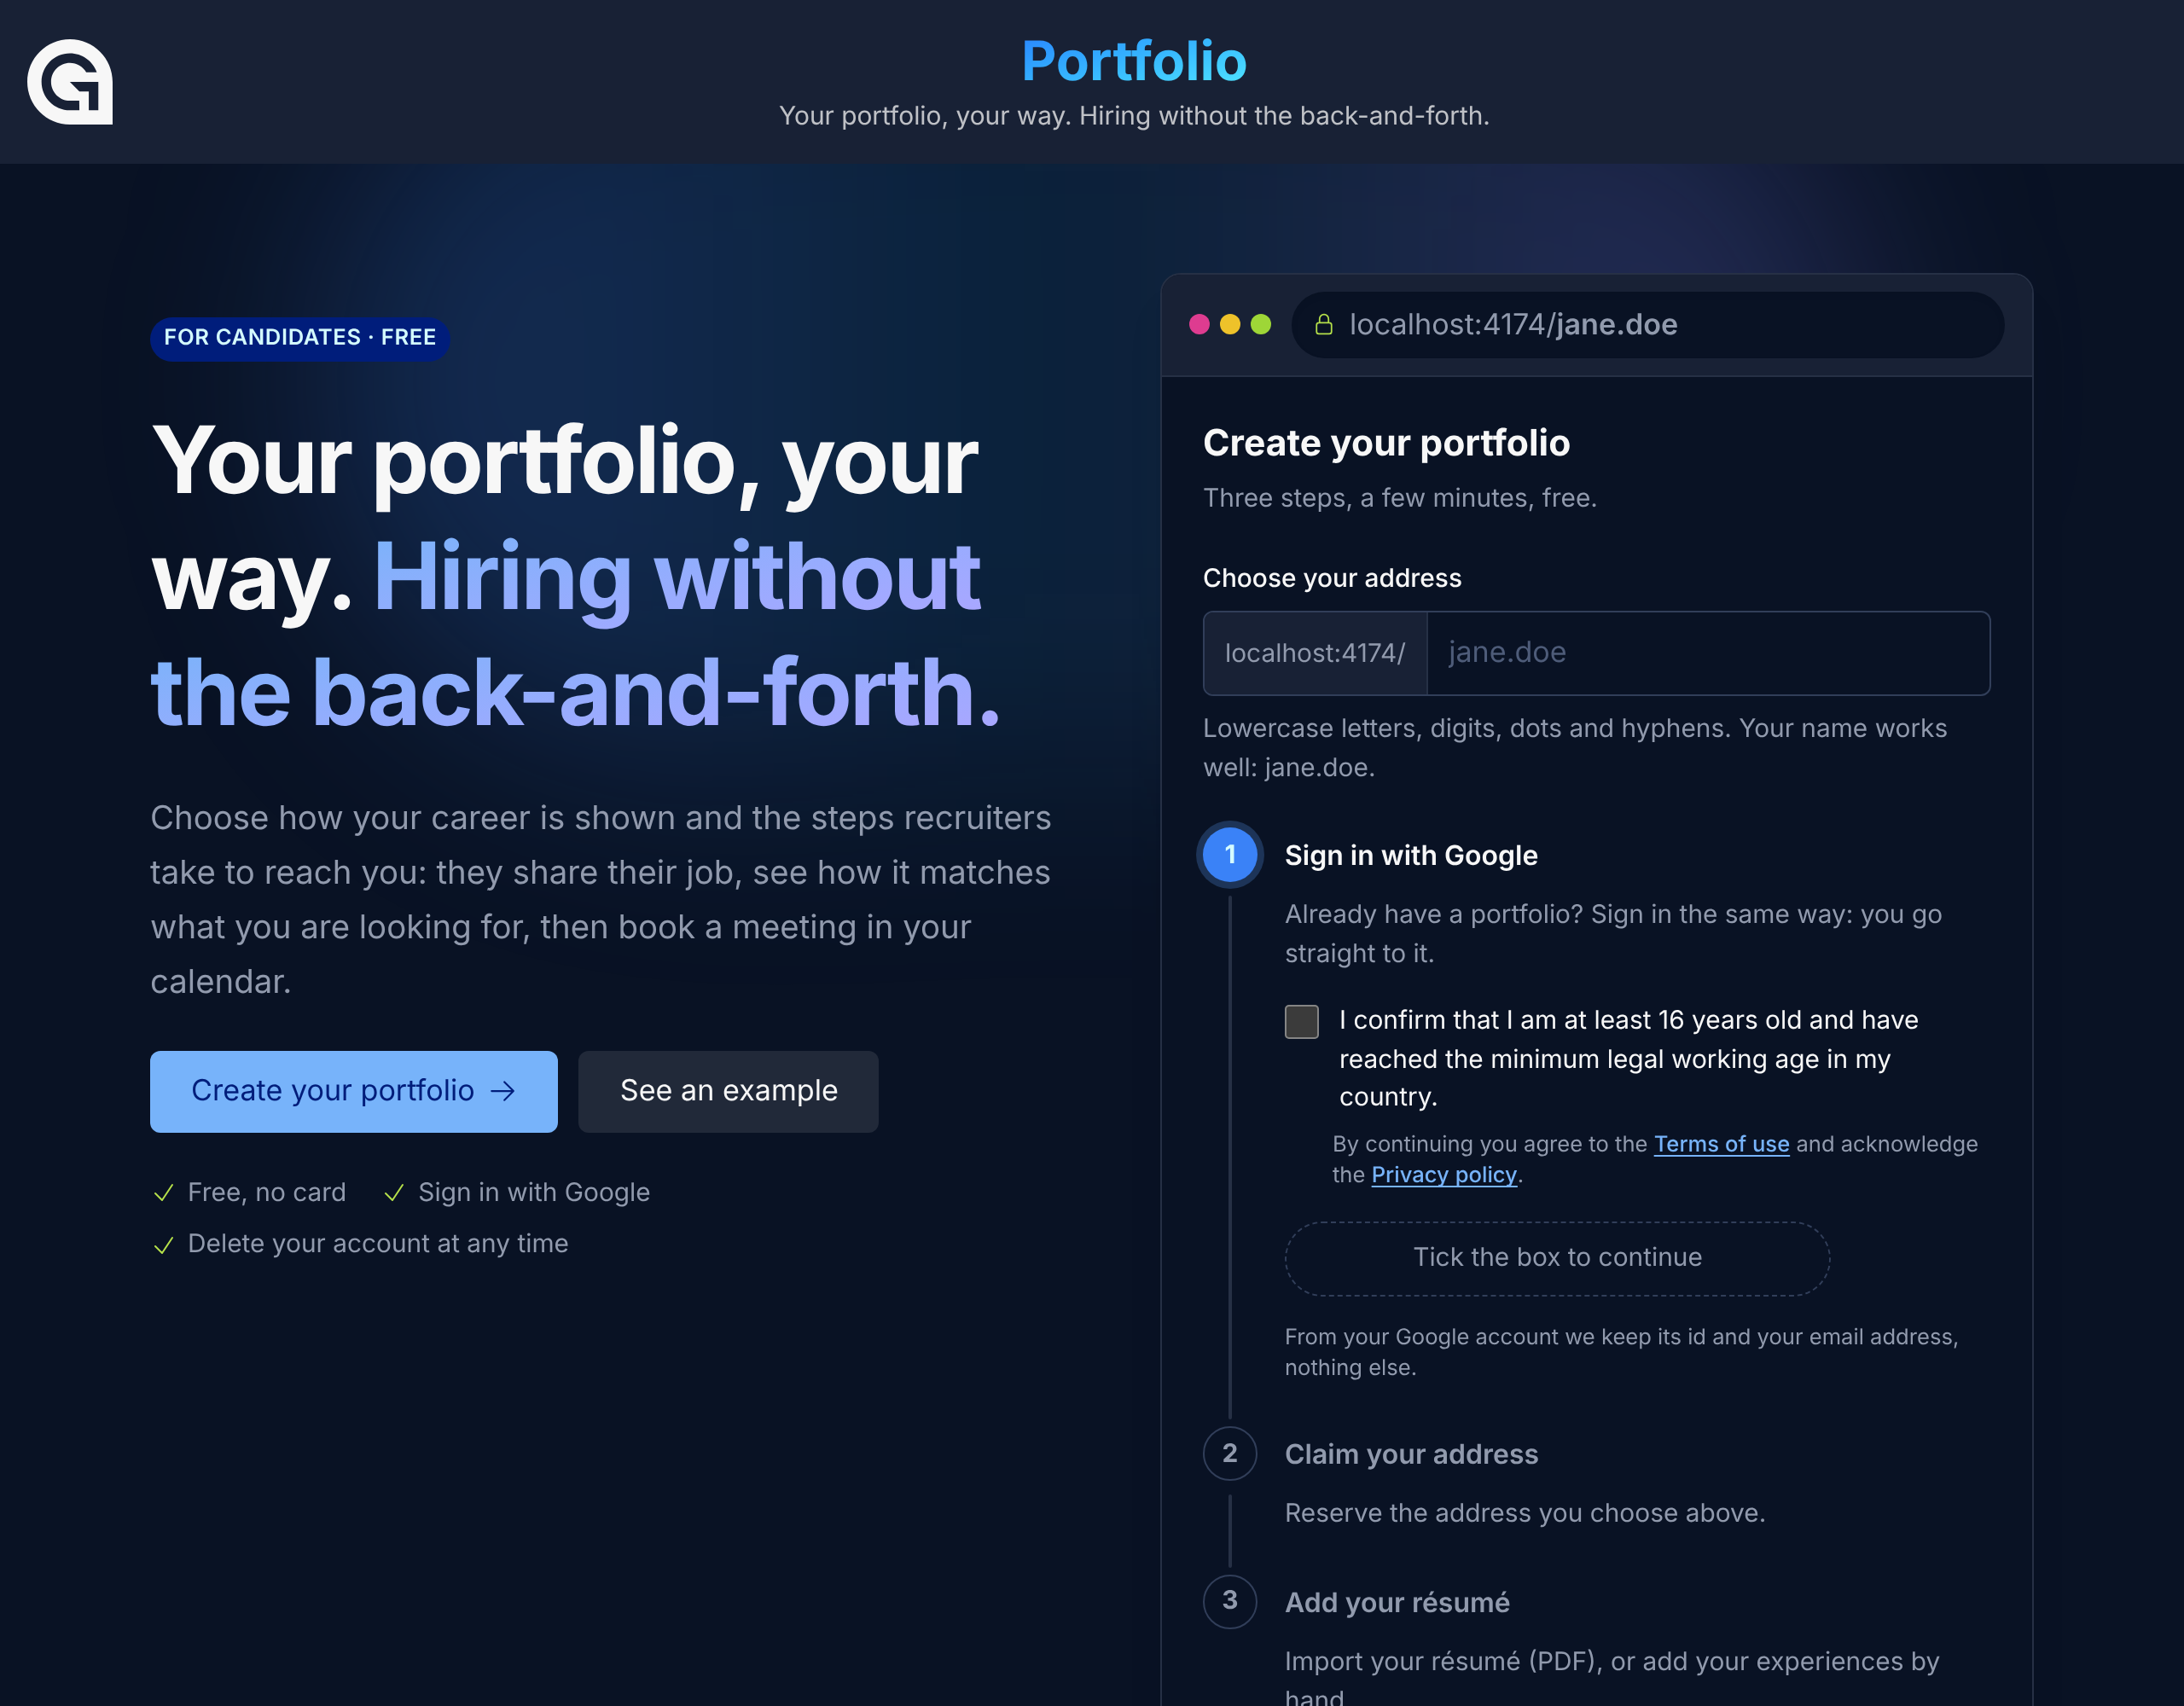 Portfolio
Your portfolio, your way. Hiring without the back-and-forth.
FOR CANDIDATES · FREE
Your portfolio, your
way. Hiring without
the back-and-forth.
Choose how your career is shown and the steps recruiters
take to reach you: they share their job, see how it matches
what you are looking for, then book a meeting in your
calendar.
Create your portfolio →
See an example
Free, no card
Sign in with Google
Delete your account at any time
localhost:4174/jane.doe
Create your portfolio
Three steps, a few minutes, free.
Choose your address
localhost:4174/
jane.doe
Lowercase letters, digits, dots and hyphens. Your name works
well: jane.doe.
1
Sign in with Google
Already have a portfolio? Sign in the same way: you go
straight to it.
I confirm that I am at least 16 years old and have
reached the minimum legal working age in my
country.
By continuing you agree to the Terms of use and acknowledge
the Privacy policy.
Tick the box to continue
From your Google account we keep its id and your email address,
nothing else.
2
Claim your address
Reserve the address you choose above.
3
Add your résumé
Import your résumé (PDF), or add your experiences by
hand